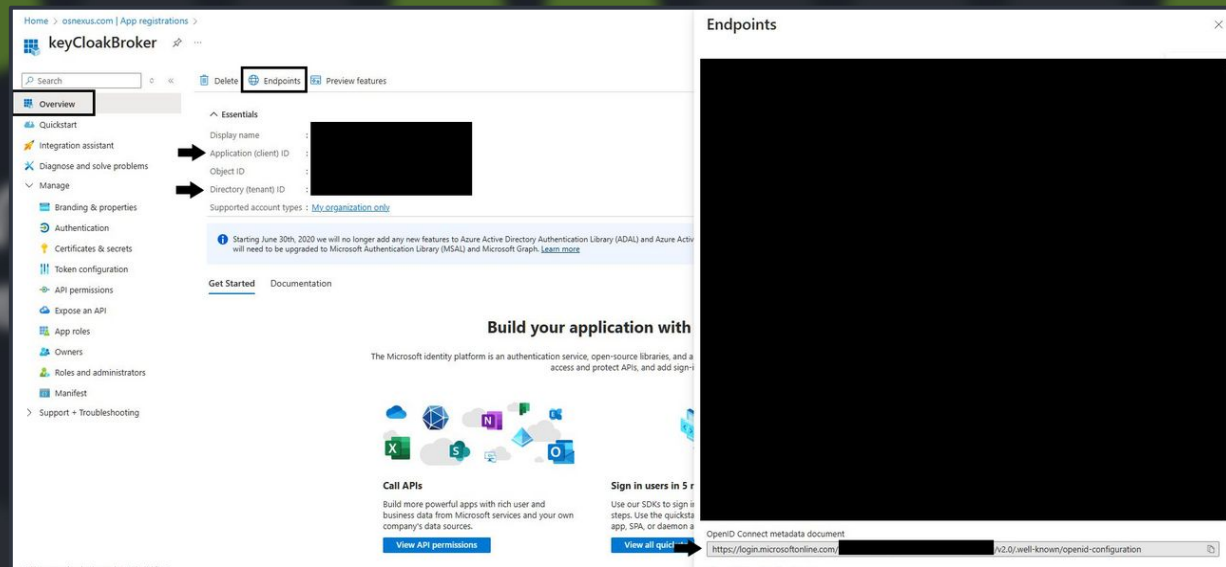 Home > osnexus.com | App registrations >
keyCloakBroker
Search
Overview
Quickstart
Integration assistant
Diagnose and solve problems
Manage
Branding & properties
Authentication
Certificates & secrets
Token configuration
API permissions
Expose an API
App roles
Owners
Roles and administrators
Manifest
Support + Troubleshooting
Delete Endpoints Preview features
Essentials
Display name :
Application (client) ID :
Object ID :
Directory (tenant) ID :
Supported account types : My organization only
Starting June 30th, 2020 we will no longer add any new features to Azure Active Directory Authentication Library (ADAL) and Azure Activ
will need to be upgraded to Microsoft Authentication Library (MSAL) and Microsoft Graph. Learn more
Get Started Documentation
Build your application with
The Microsoft identity platform is an authentication service, open-source libraries, and a
access and protect APIs, and add sign-i
Call APIs
Build more powerful apps with rich user and
business data from Microsoft services and your own
company's data sources.
View API permissions
Sign in users in 5 m
Use our SDKs to sign in
steps. Use the quicksta
app, SPA, or daemon a
View all quick
Endpoints
OpenID Connect metadata document
https://login.microsoftonline.com/ /v2.0/.well-known/openid-configuration